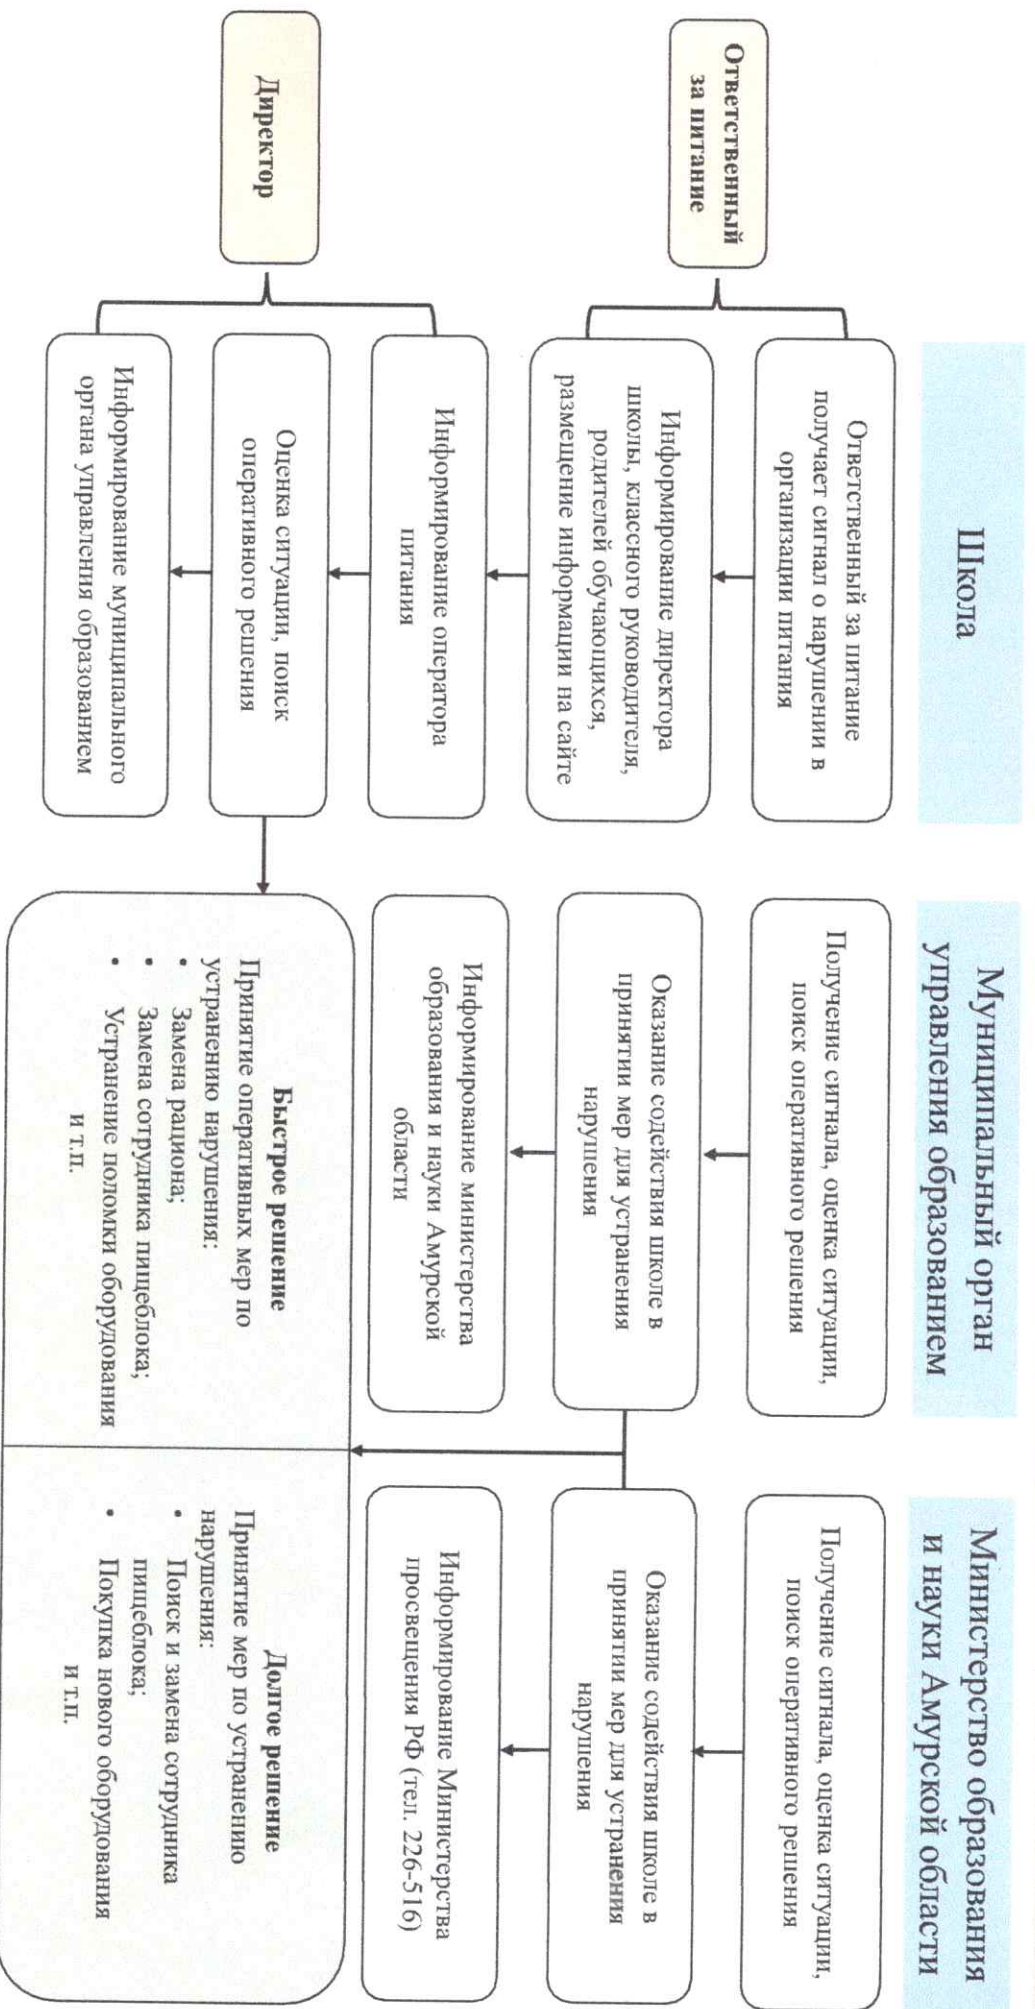 Школа
Муниципальный орган
управления образованием
Министерство образования
и науки Амурской области
Ответственный
за питание
Ответственный за питание
получает сигнал о нарушении в
организации питания
Информирование директора
школы, классного руководителя,
родителей обучающихся,
размещение информации на сайте
Директор
Информирование оператора
питания
Оценка ситуации, поиск
оперативного решения
Информирование муниципального
органа управления образованием
Получение сигнала, оценка ситуации,
поиск оперативного решения
Оказание содействия школе в
принятии мер для устранения
нарушения
Информирование министерства
образования и науки Амурской
области
Получение сигнала, оценка ситуации,
поиск оперативного решения
Оказание содействия школе в
принятии мер для устранения
нарушения
Информирование Министерства
просвещения РФ (тел. 226-516)
Быстрое решение
Принятие оперативных мер по
устранению нарушения:
• Замена рациона;
• Замена сотрудника пищеблока;
• Устранение поломки оборудования
и т.п.
Долгое решение
Принятие мер по устранению
нарушения:
• Поиск и замена сотрудника
пищеблока;
• Покупка нового оборудования
и т.п.